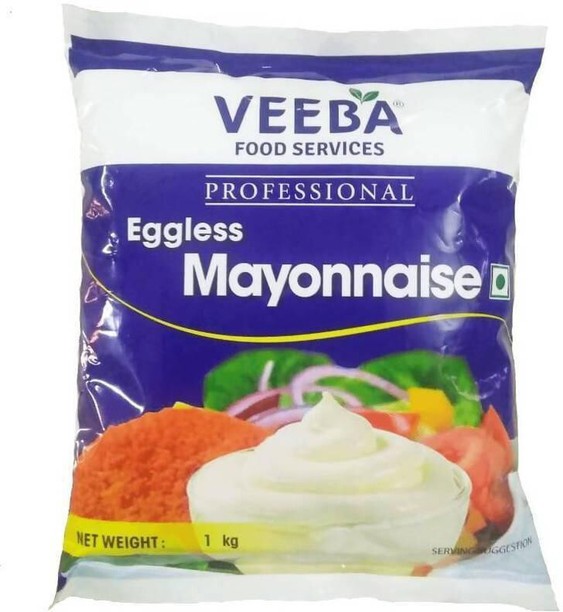 VEEBA®
FOOD SERVICES
PROFESSIONAL
Eggless
Mayonnaise
NET WEIGHT: 1 kg
SERVING SUGGESTION